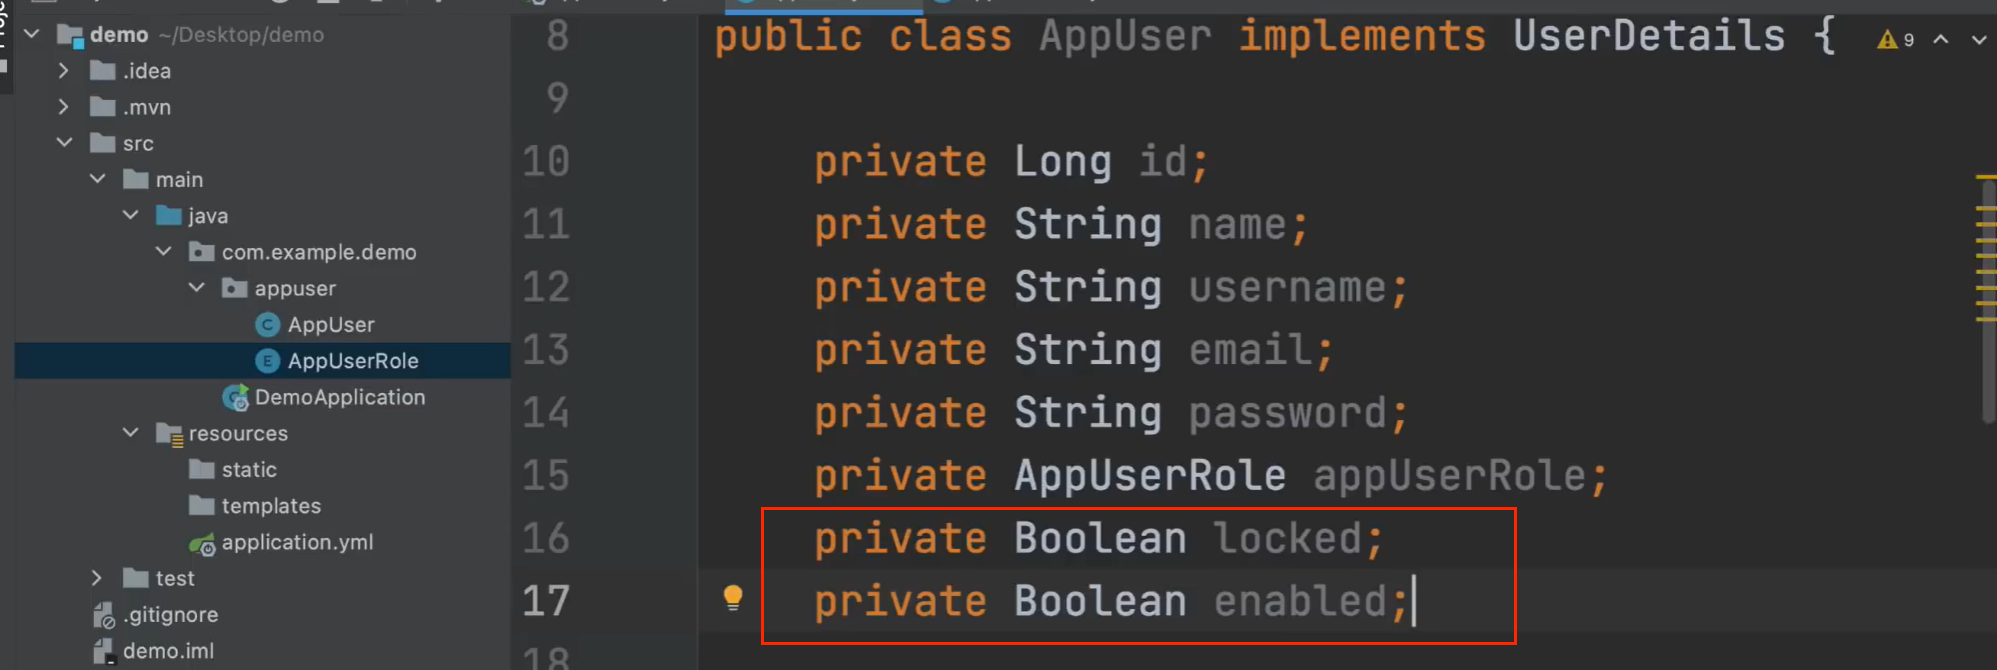 demo ~/Desktop/demo
.idea
.mvn
src
main
java
com.example.demo
appuser
AppUser
AppUserRole
DemoApplication
resources
static
templates
application.yml
test
.gitignore
demo.iml
8 public class AppUser implements UserDetails { 9
9
10 private Long id;
11 private String name;
12 private String username;
13 private String email;
14 private String password;
15 private AppUserRole appUserRole;
16 private Boolean locked;
17 private Boolean enabled;
18